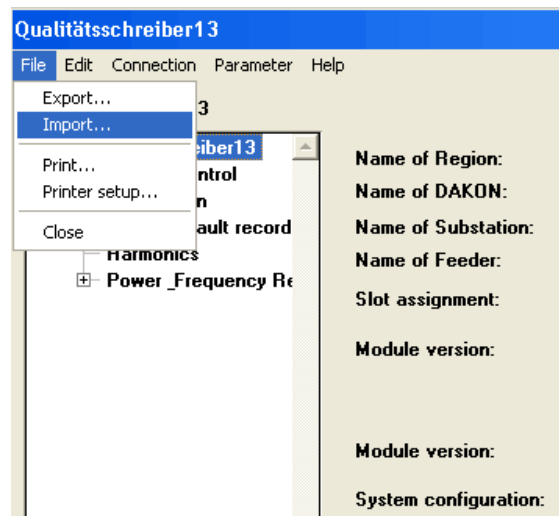 Qualitätsschreiber13
File Edit Connection Parameter Help
Export...
Import...
Print...
Printer setup...
Close
3
eiber13
ntrol
n
ault record
Harmonics
Power _Frequency Re
Name of Region:
Name of DAKON:
Name of Substation:
Name of Feeder:
Slot assignment:
Module version:
Module version:
System configuration: